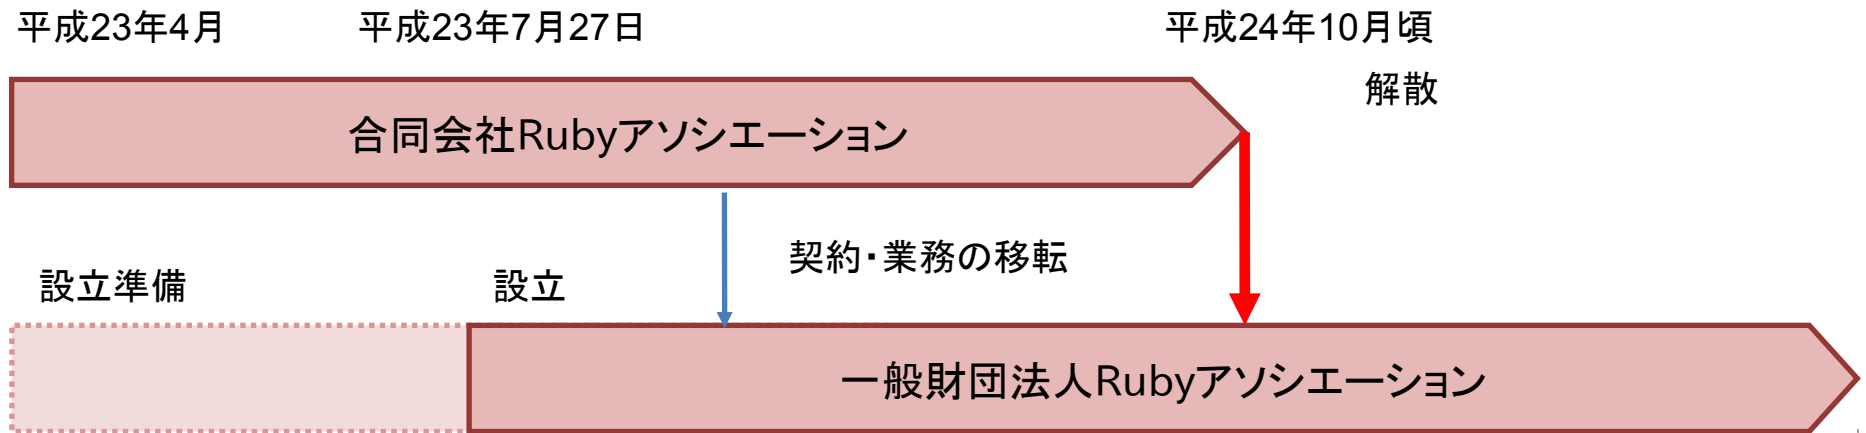 平成23年4月
平成23年7月27日
平成24年10月頃
解散
合同会社Rubyアソシエーション
契約・業務の移転
設立準備
設立
一般財団法人Rubyアソシエーション